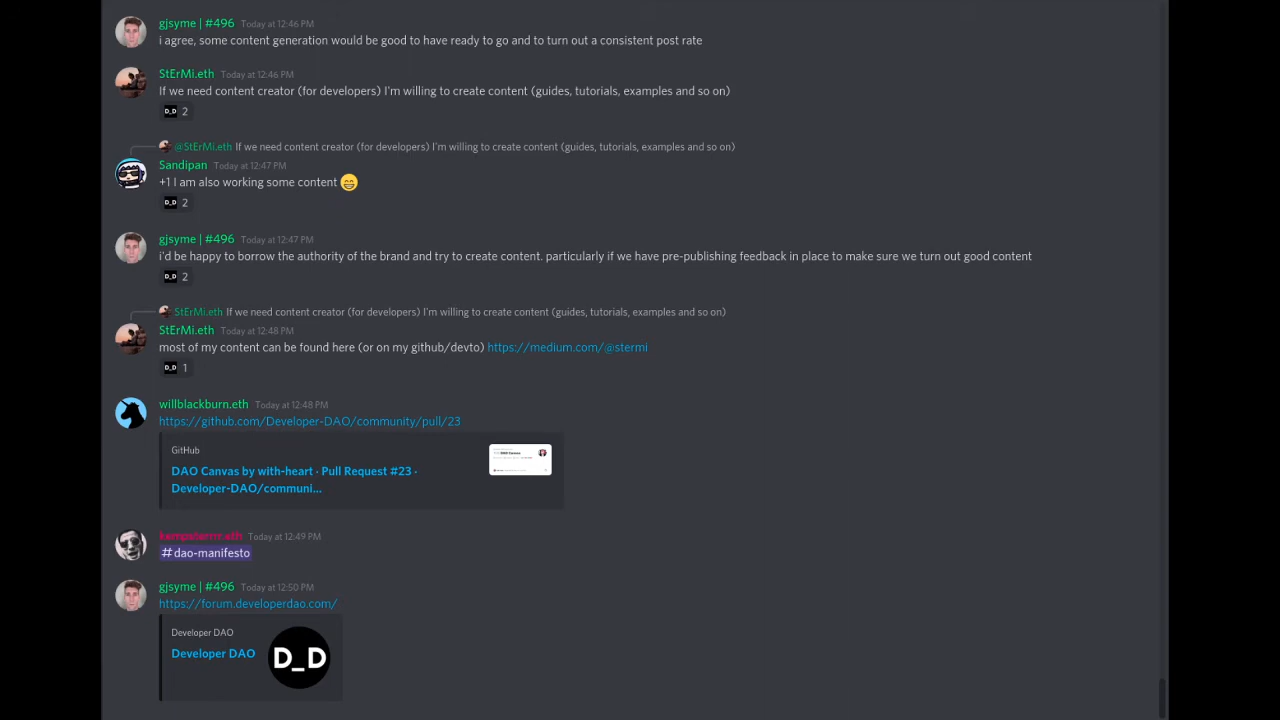 gjsyme | #496 Today at 12:46 PM
i agree, some content generation would be good to have ready to go and to turn out a consistent post rate
StErMi.eth Today at 12:46 PM
If we need content creator (for developers) I'm willing to create content (guides, tutorials, examples and so on)
D_D 2
@StErMi.eth If we need content creator (for developers) I'm willing to create content (guides, tutorials, examples and so on)
Sandipan Today at 12:47 PM
+1 I am also working some content 😁
D_D 2
gjsyme | #496 Today at 12:47 PM
i'd be happy to borrow the authority of the brand and try to create content. particularly if we have pre-publishing feedback in place to make sure we turn out good content
D_D 2
StErMi.eth If we need content creator (for developers) I'm willing to create content (guides, tutorials, examples and so on)
StErMi.eth Today at 12:48 PM
most of my content can be found here (or on my github/devto) https://medium.com/@stermi
D_D 1
willblackburn.eth Today at 12:48 PM
https://github.com/Developer-DAO/community/pull/23
GitHub
DAO Canvas by with-heart · Pull Request #23 ·
Developer-DAO/communi...
kempsterrrr.eth Today at 12:49 PM
#dao-manifesto
gjsyme | #496 Today at 12:50 PM
https://forum.developerdao.com/
Developer DAO
Developer DAO
D_D